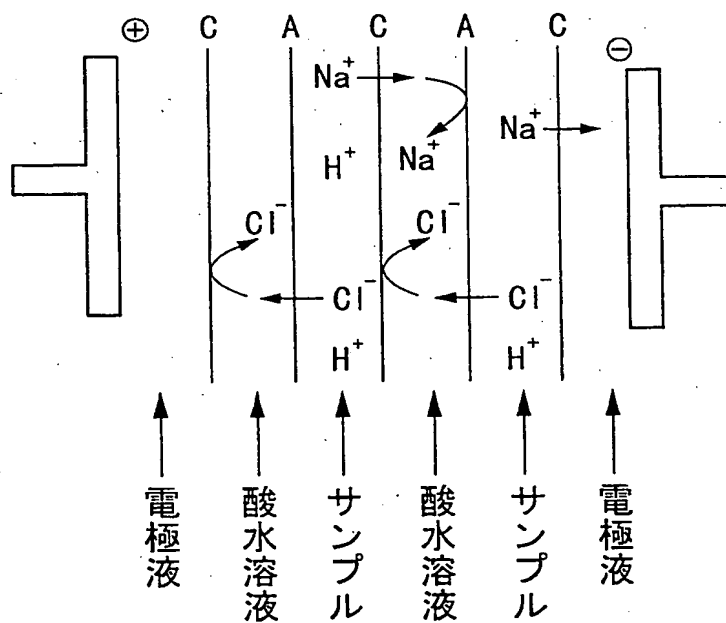 ⊕ C A C A C ⊖
Na⁺
Na⁺
Na⁺
H⁺
Cl⁻ Cl⁻
Cl⁻ Cl⁻
H⁺ H⁺
電極液
酸水溶液
サンプル
酸水溶液
サンプル
電極液